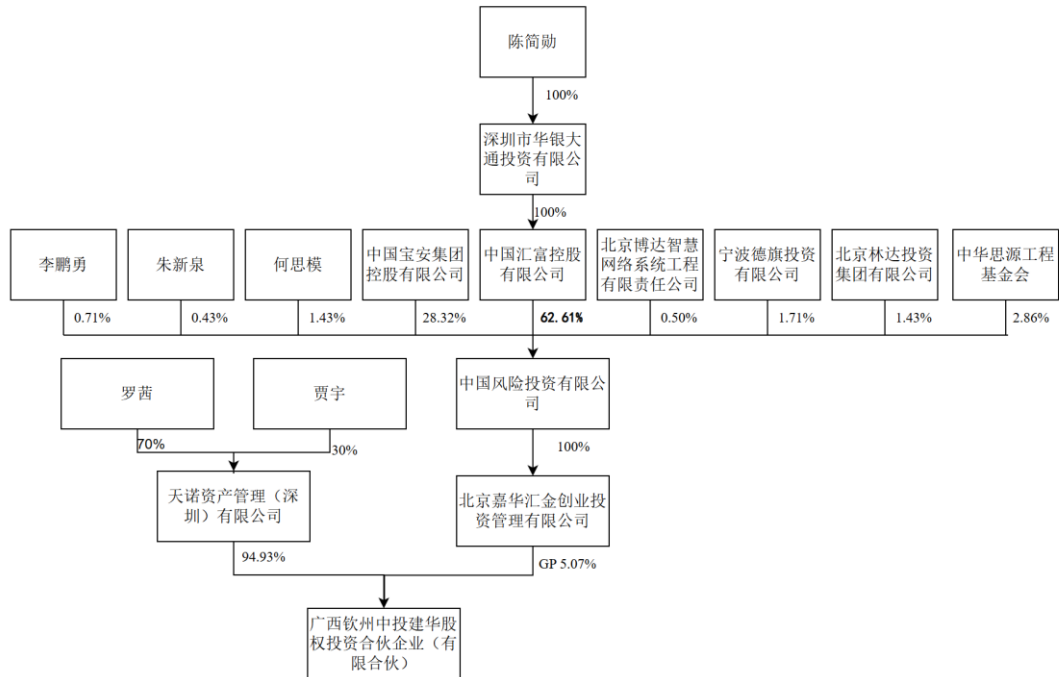 陈简勋
100%
深圳市华银大
通投资有限公
司
100%
李鹏勇
朱新泉
何思模
中国宝安集团
控股有限公司
中国汇富控股
有限公司
北京博达智慧
网络系统工程
有限责任公司
宁波德旗投资
有限公司
北京林达投资
集团有限公司
中华思源工程
基金会
0.71%
0.43%
1.43%
28.32%
62.61%
0.50%
1.71%
1.43%
2.86%
罗茜
贾宇
中国风险投资有限公
司
70%
30%
100%
天诺资产管理（深
圳）有限公司
北京嘉华汇金创业投
资管理有限公司
94.93%
GP 5.07%
广西钦州中投建华股
权投资合伙企业（有
限合伙）